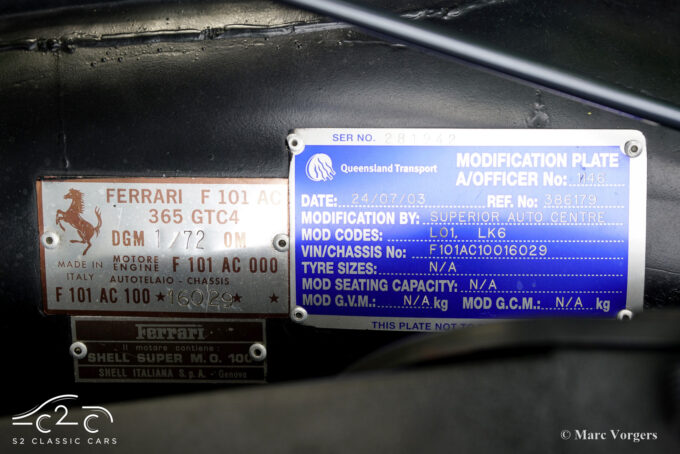 SER NO. 281942
Queensland Transport
MODIFICATION PLATE
A/OFFICER No: 1146
DATE: 24/07/03 REF. No: 386179
MODIFICATION BY: SUPERIOR AUTO CENTRE
MOD CODES: L01, LK6
VIN/CHASSIS No: F101AC10016029
TYRE SIZES: N/A
MOD SEATING CAPACITY: N/A
MOD G.V.M: N/A kg MOD G.C.M: N/A kg
THIS PLATE NOT TO
FERRARI F 101 AC
365 GTC4
DGM 1/72 OM
MADE IN ITALY
MOTORE ENGINE F 101 AC 000
AUTOTELAIO - CHASSIS
F 101 AC 100 *16029* *
Ferrari
Il motore contiene:
SHELL SUPER M.O. 100
SHELL ITALIANA S.p.A. - Genova
C2C
S2 CLASSIC CARS
© Marc Vorgers